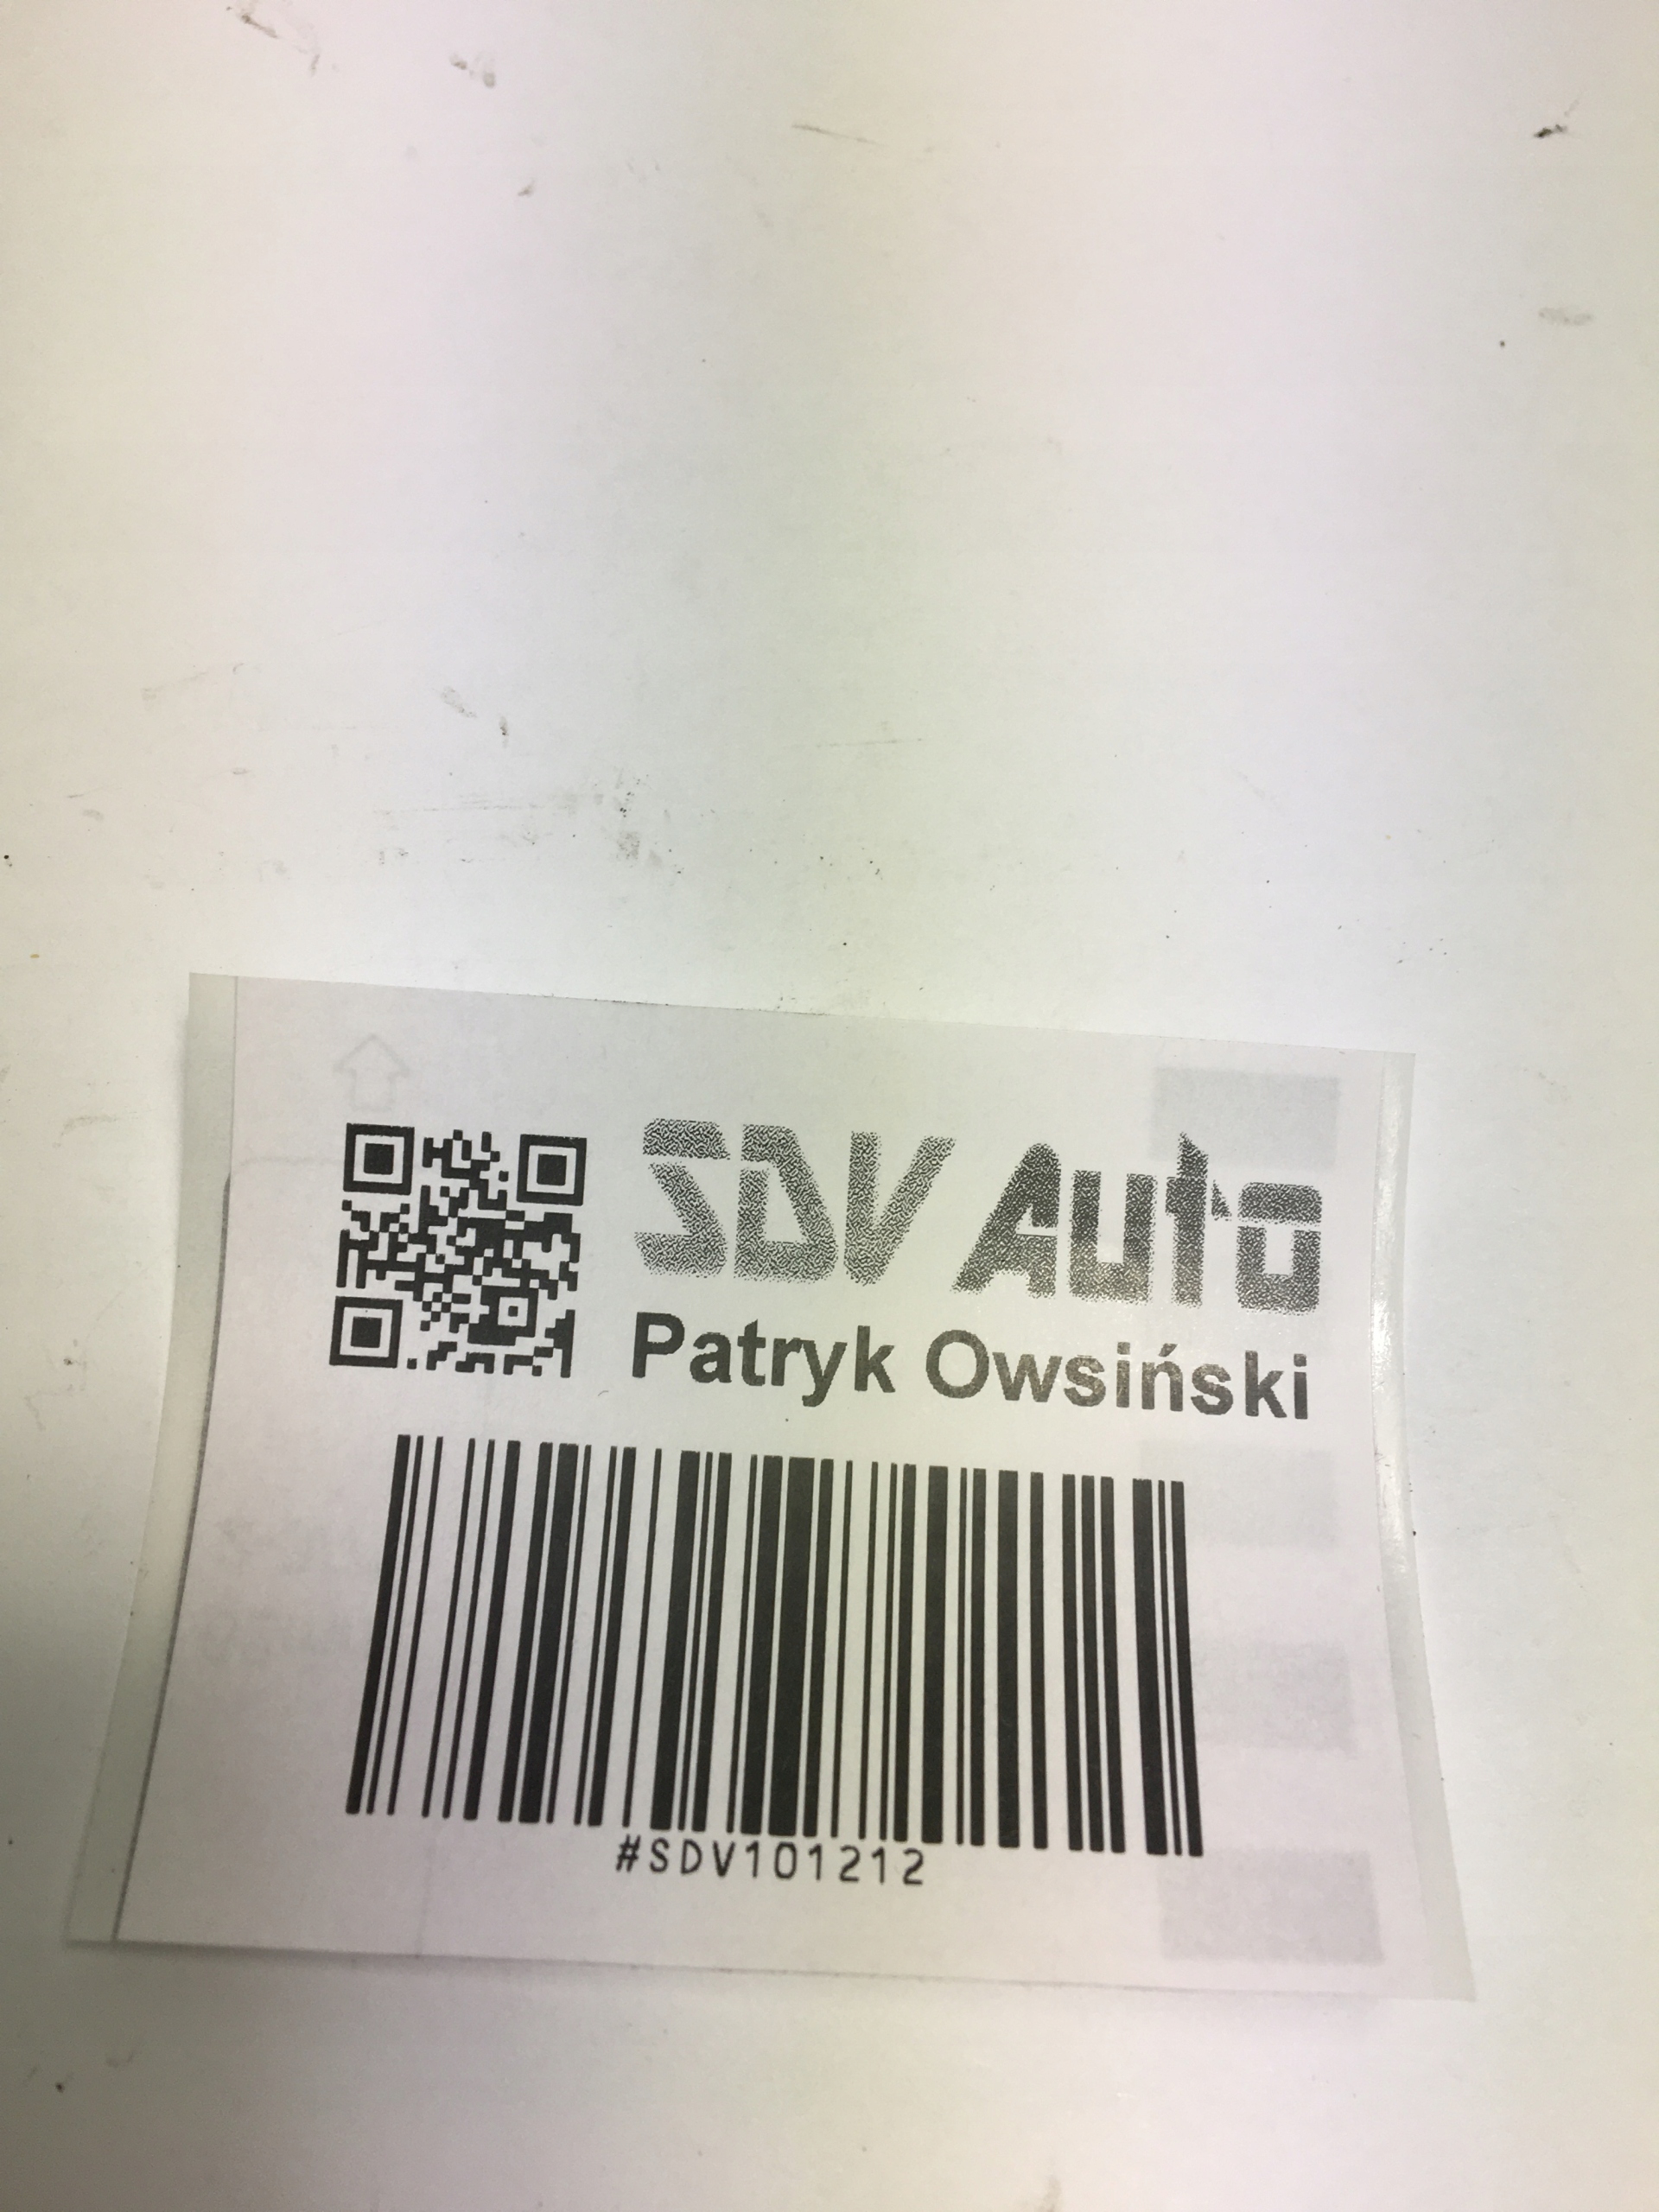 SDV Auto
Patryk Owsiński
#SDV101212